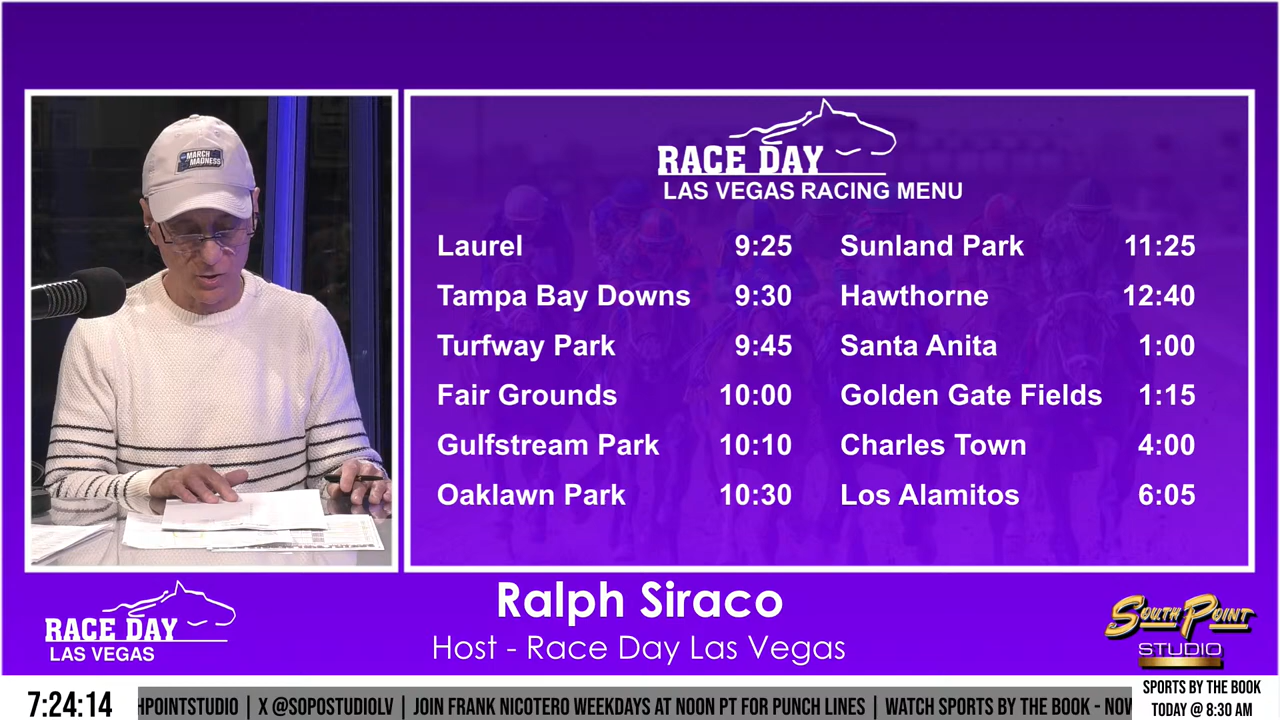 MARCH
MADNESS
RACE DAY
LAS VEGAS RACING MENU
Laurel 9:25
Tampa Bay Downs 9:30
Turfway Park 9:45
Fair Grounds 10:00
Gulfstream Park 10:10
Oaklawn Park 10:30
Sunland Park 11:25
Hawthorne 12:40
Santa Anita 1:00
Golden Gate Fields 1:15
Charles Town 4:00
Los Alamitos 6:05
RACE DAY
LAS VEGAS
Ralph Siraco
Host - Race Day Las Vegas
SOUTH POINT
STUDIO
7:24:14
HPOINTSTUDIO | X @SOPOSTUDIOLV | JOIN FRANK NICOTERO WEEKDAYS AT NOON PT FOR PUNCH LINES | WATCH SPORTS BY THE BOOK - NOW
SPORTS BY THE BOOK
TODAY @ 8:30 AM